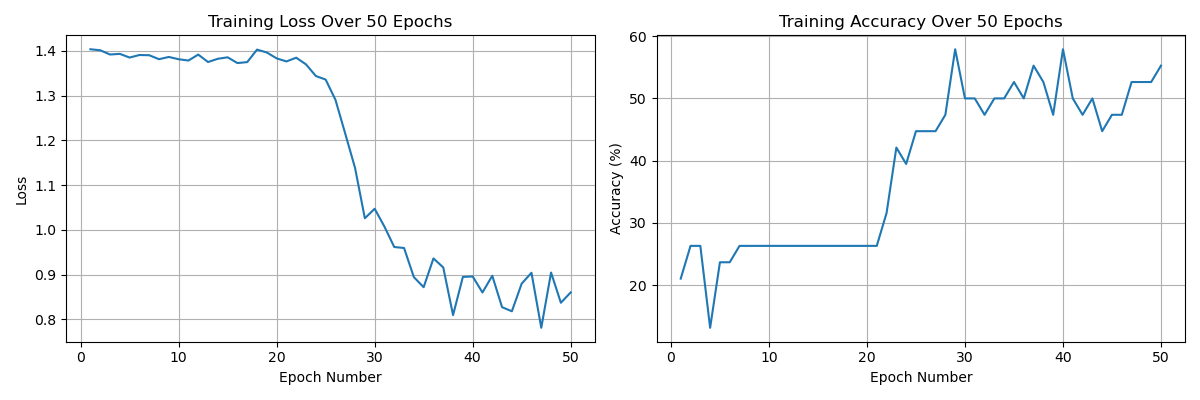 Training Loss Over 50 Epochs
Loss
1.4
1.3
1.2
1.1
1.0
0.9
0.8
0 10 20 30 40 50
Epoch Number
Training Accuracy Over 50 Epochs
Accuracy (%)
60
50
40
30
20
0 10 20 30 40 50
Epoch Number